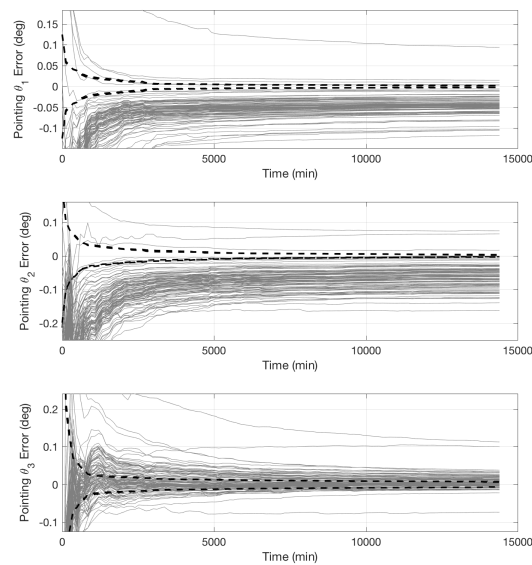 0.15
0.1
0.05
0
-0.05
-0.1
Pointing θ1 Error (deg)
0 5000 10000 15000
Time (min)
0.1
0
-0.1
-0.2
Pointing θ2 Error (deg)
0 5000 10000 15000
Time (min)
0.2
0.1
0
-0.1
Pointing θ3 Error (deg)
0 5000 10000 15000
Time (min)